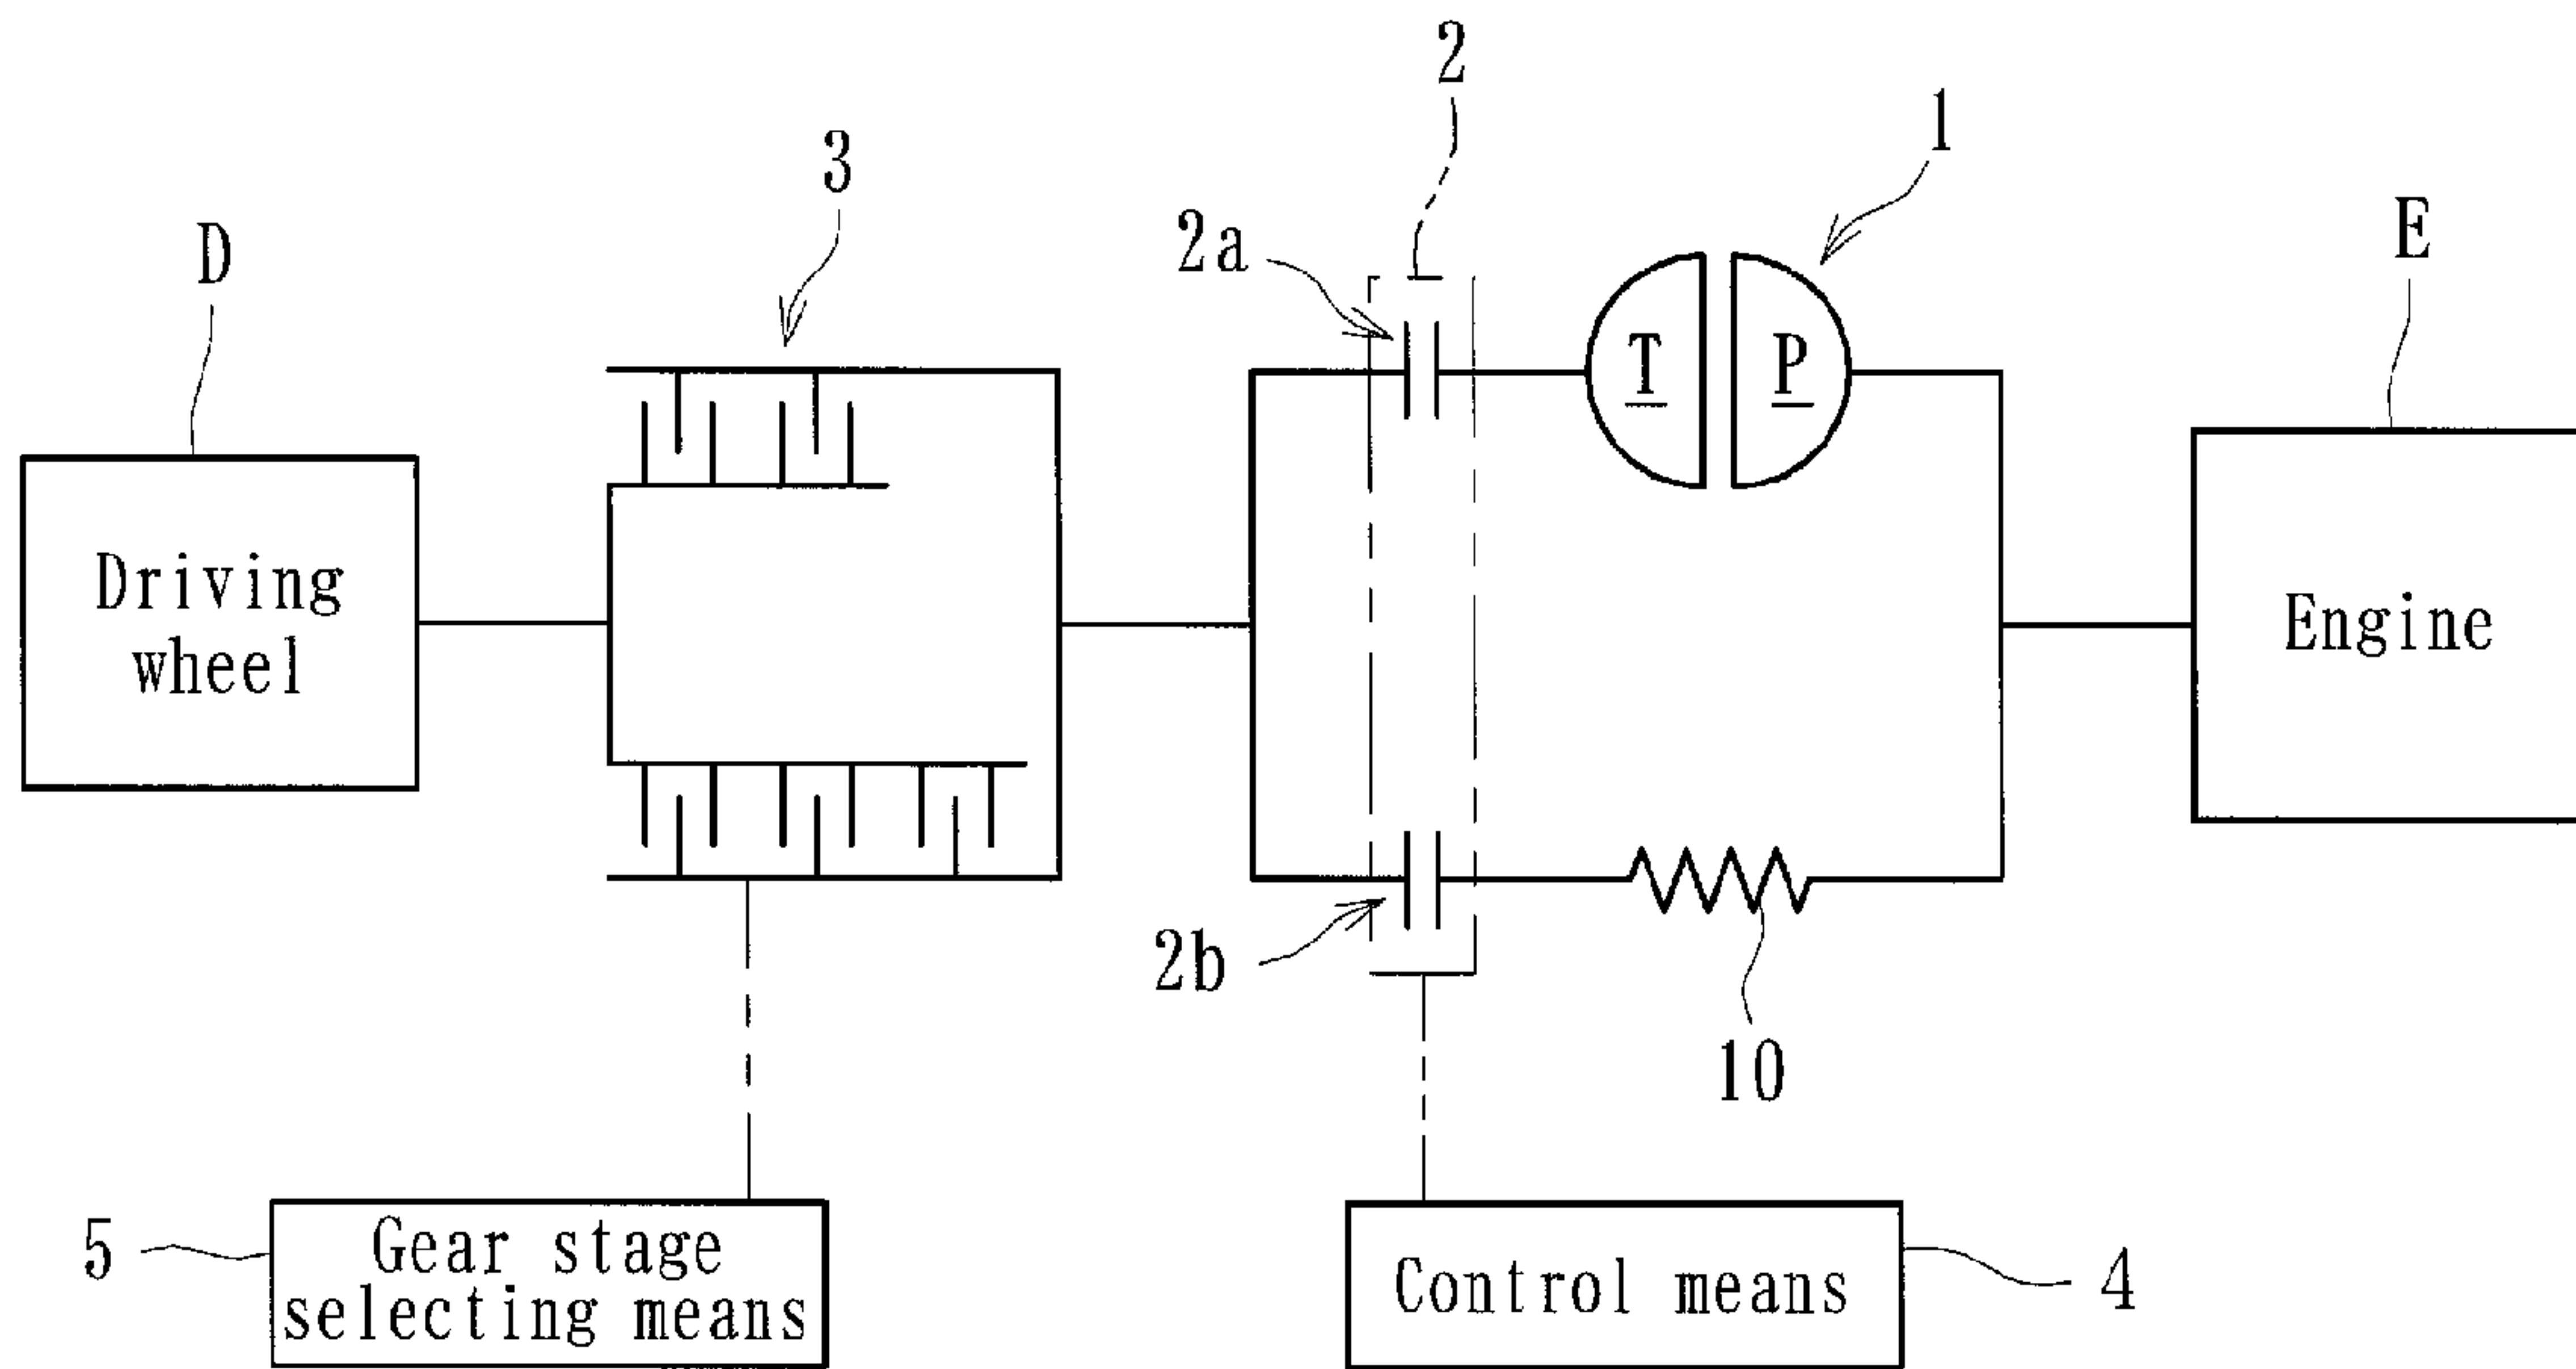 2
1
3
2a
D
E
T
P
Driving
wheel
Engine
2b
10
5
Gear stage
selecting means
Control means
4